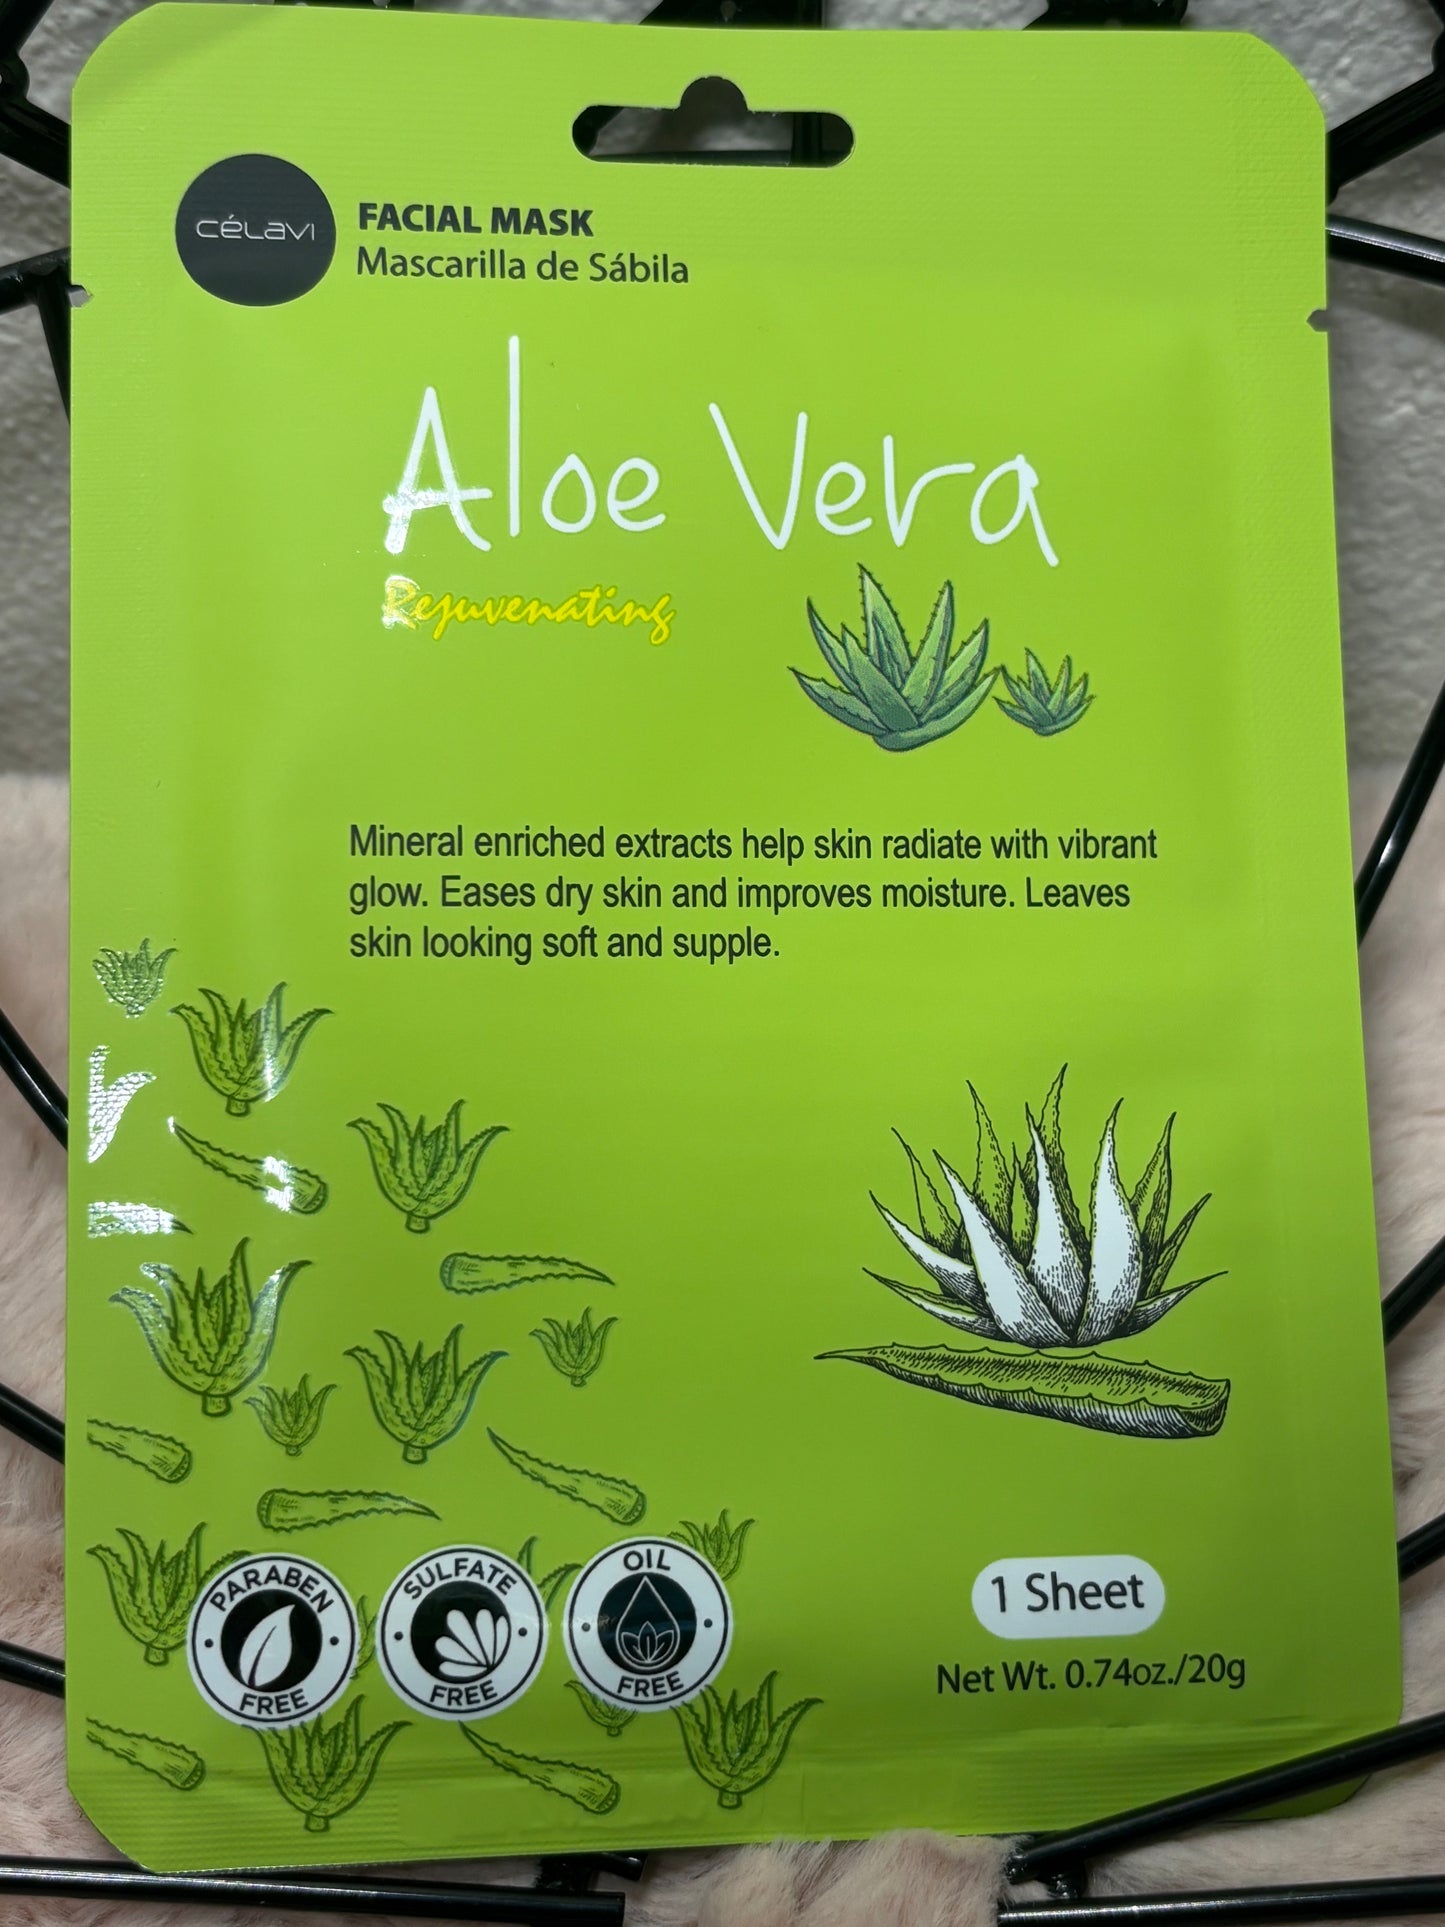 CÉLAVI
FACIAL MASK
Mascarilla de Sábila
Aloe Vera
Rejuvenating
Mineral enriched extracts help skin radiate with vibrant
glow. Eases dry skin and improves moisture. Leaves
skin looking soft and supple.
PARABEN
FREE
SULFATE
FREE
OIL
FREE
1 Sheet
Net Wt. 0.74oz./20g